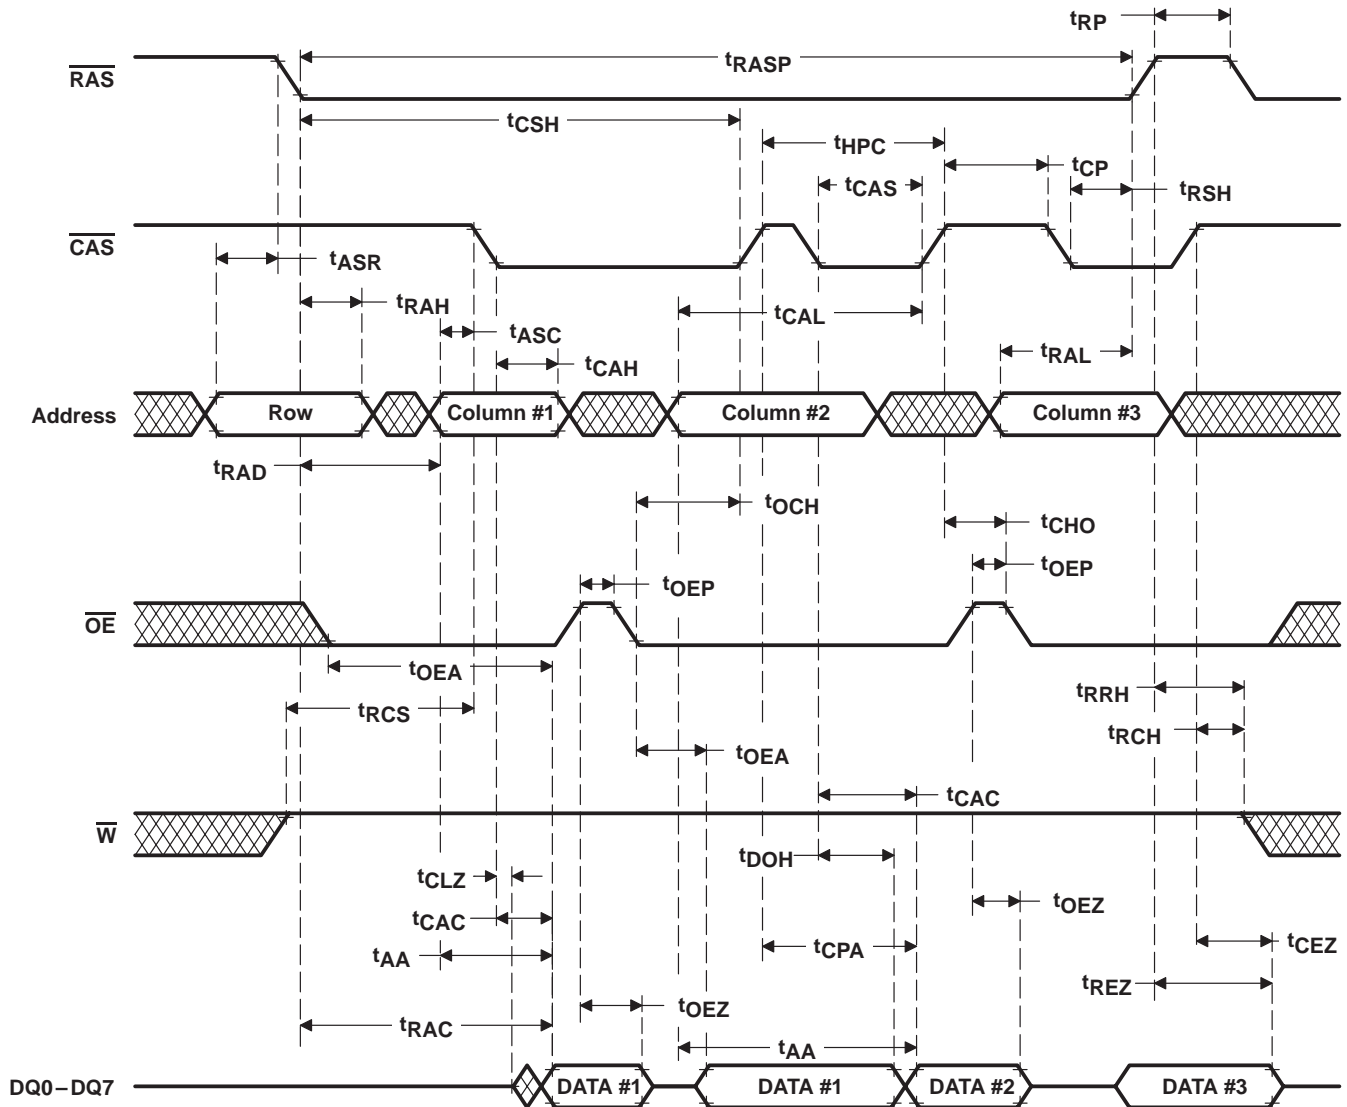 tRP
RAS
tRASP
tCSH
tHPC
tCP
tCAS
tRSH
CAS
tASR
tRAH
tCAL
tASC
tRAL
tCAH
Address Row Column #1 Column #2 Column #3
tRAD
tOCH
tCHO
tOEP
tOEP
OE
tOEA
tRRH
tRCS
tRCH
tOEA
tCAC
W
tDOH
tCLZ
tOEZ
tCAC
tCPA
tCEZ
tAA
tREZ
tOEZ
tRAC
tAA
DQ0–DQ7 DATA #1 DATA #1 DATA #2 DATA #3